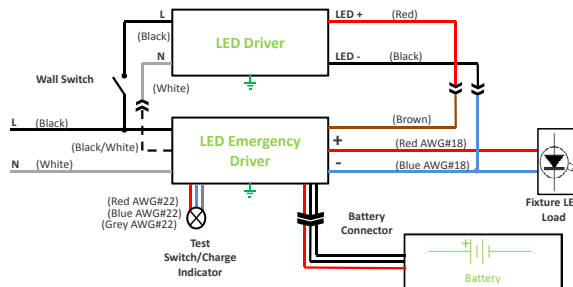 L
LED +
(Red)
(Black)
LED Driver
N
LED -
(Black)
Wall Switch
(White)
L
(Black)
(Brown)
(Black/White)
LED Emergency
Driver
+
(Red AWG#18)
N
(White)
-
(Blue AWG#18)
(Red AWG#22)
(Blue AWG#22)
(Grey AWG#22)
Fixture LE
Load
Battery
Connector
Test
Switch/Charge
Indicator
+
Battery